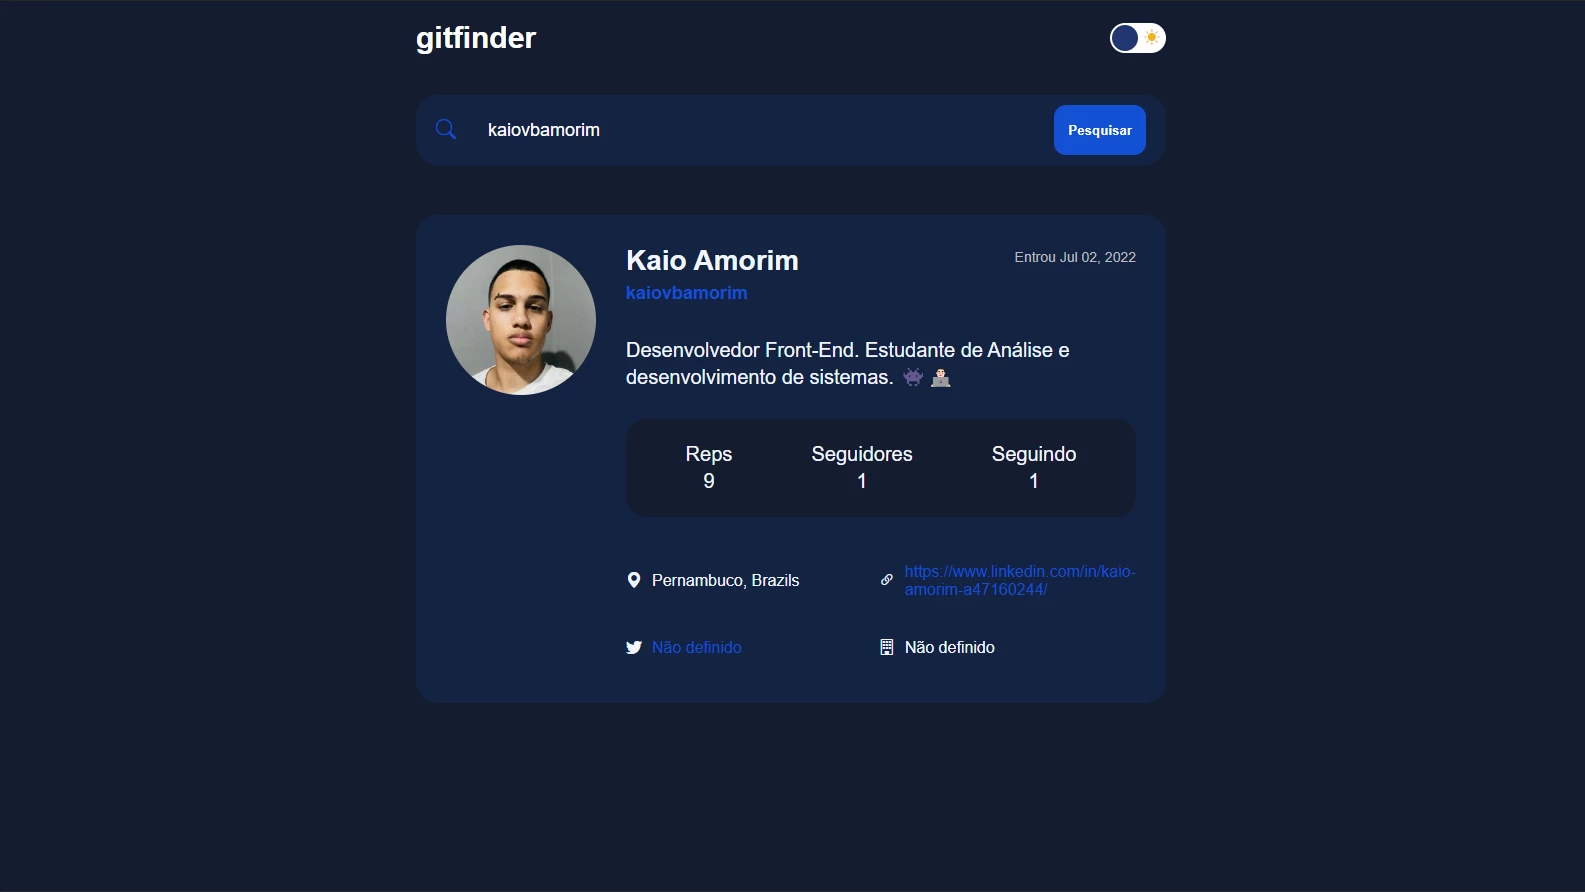 gitfinder
kaiovbamorim
Pesquisar
Kaio Amorim
Entrou Jul 02, 2022
kaiovbamorim
Desenvolvedor Front-End. Estudante de Análise e
desenvolvimento de sistemas. 👾 👨🏻‍💻
Reps
9
Seguidores
1
Seguindo
1
Pernambuco, Brazils
https://www.linkedin.com/in/kaio-
amorim-a47160244/
Não definido
Não definido